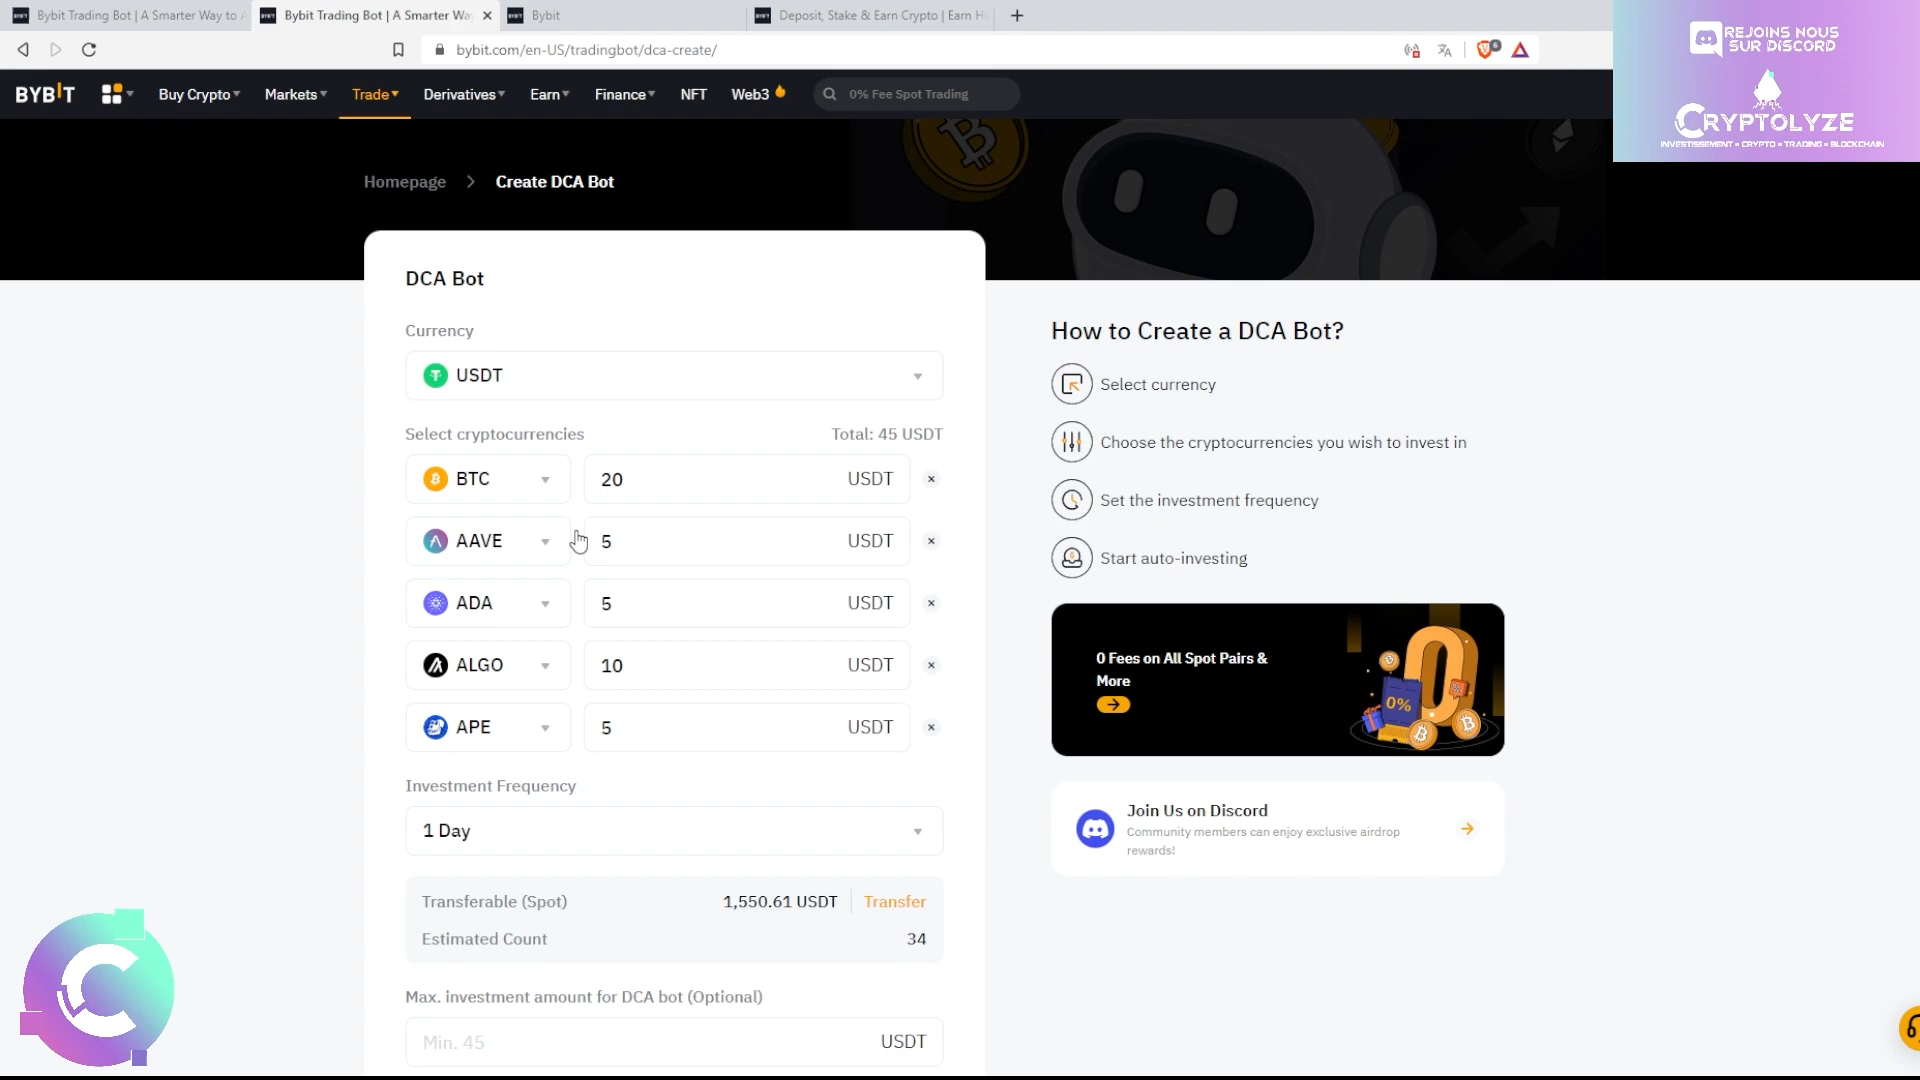 Bybit Trading Bot | A Smarter Way to
Bybit Trading Bot | A Smarter Wa
Bybit
Deposit, Stake & Earn Crypto | Earn Hi
bybit.com/en-US/tradingbot/dca-create/
6
REJOINS NOUS
SUR DISCORD
CRYPTOLYZE
INVESTISSEMENT • CRYPTO • TRADING • BLOCKCHAIN
BYBIT
Buy Crypto
Markets
Trade
Derivatives
Earn
Finance
NFT
Web3
0% Fee Spot Trading
Homepage > Create DCA Bot
DCA Bot
Currency
USDT
Select cryptocurrencies Total: 45 USDT
BTC 20 USDT
AAVE 5 USDT
ADA 5 USDT
ALGO 10 USDT
APE 5 USDT
Investment Frequency
1 Day
Transferable (Spot) 1,550.61 USDT Transfer
Estimated Count 34
Max. investment amount for DCA bot (Optional)
Min. 45 USDT
How to Create a DCA Bot?
Select currency
Choose the cryptocurrencies you wish to invest in
Set the investment frequency
Start auto-investing
0 Fees on All Spot Pairs &
More
0%
Join Us on Discord
Community members can enjoy exclusive airdrop
rewards!